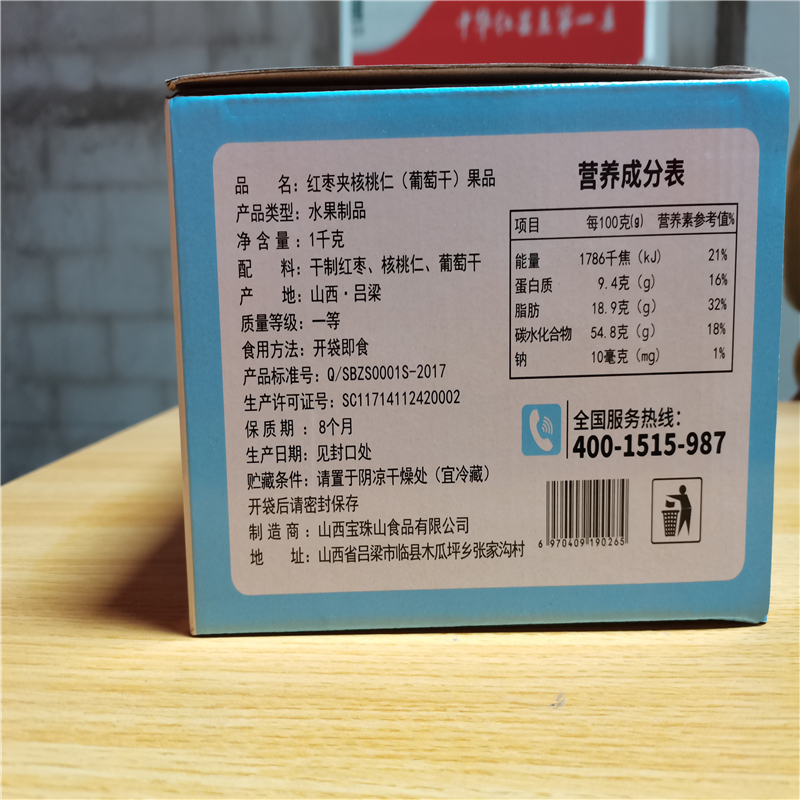 中华红枣第一县
品 名：红枣夹核桃仁（葡萄干）果品
产品类型：水果制品
净含量：1千克
配 料：干制红枣、核桃仁、葡萄干
产 地：山西·吕梁
质量等级：一等
食用方法：开袋即食
产品标准号：Q/SBZS0001S-2017
生产许可证号：SC11714112420002
保质期：8个月
生产日期：见封口处
贮藏条件：请置于阴凉干燥处（宜冷藏）
开袋后请密封保存
制造商：山西宝珠山食品有限公司
地 址：山西省吕梁市临县木瓜坪乡张家沟村
营养成分表
项目 每100克(g) 营养素参考值%
能量 1786千焦（kJ） 21%
蛋白质 9.4克（g） 16%
脂肪 18.9克（g） 32%
碳水化合物 54.8克（g） 18%
钠 10毫克（mg） 1%
全国服务热线：
400-1515-987
6 970409 190265